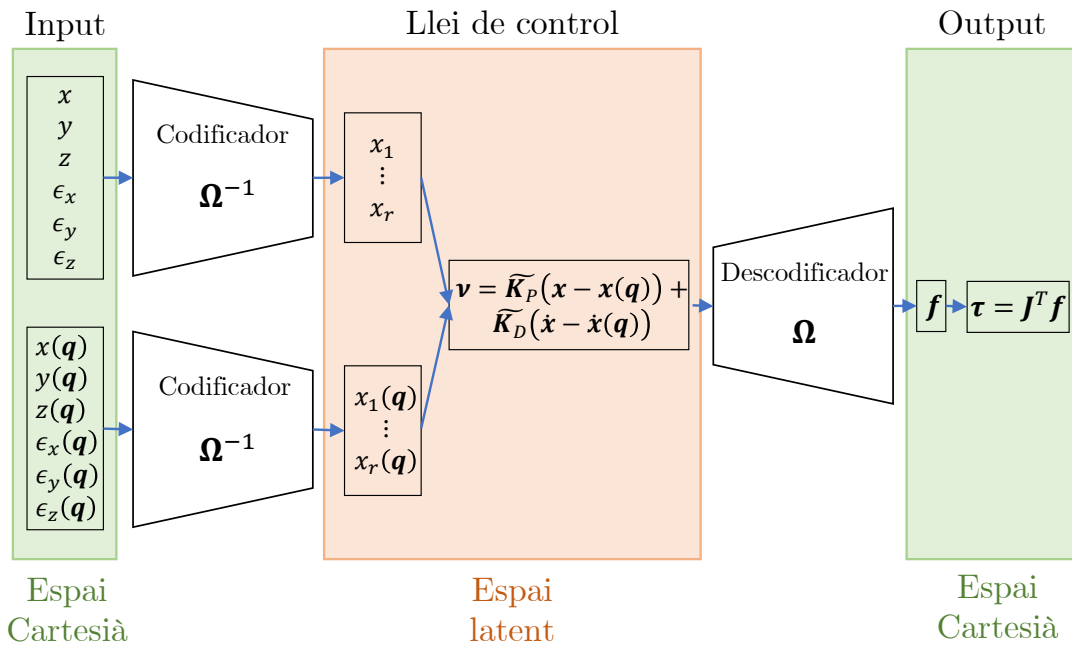 Input
Llei de control
Output
x
y
z
ϵ_x
ϵ_y
ϵ_z
Codificador
Ω⁻¹
x_1
⋮
x_r
x(q)
y(q)
z(q)
ϵ_x(q)
ϵ_y(q)
ϵ_z(q)
Codificador
Ω⁻¹
x_1(q)
⋮
x_r(q)
ν = K̃_P(x − x(q)) +
K̃_D(ẋ − ẋ(q))
Descodificador
Ω
f
τ = J^T f
Espai
Cartesià
Espai
latent
Espai
Cartesià